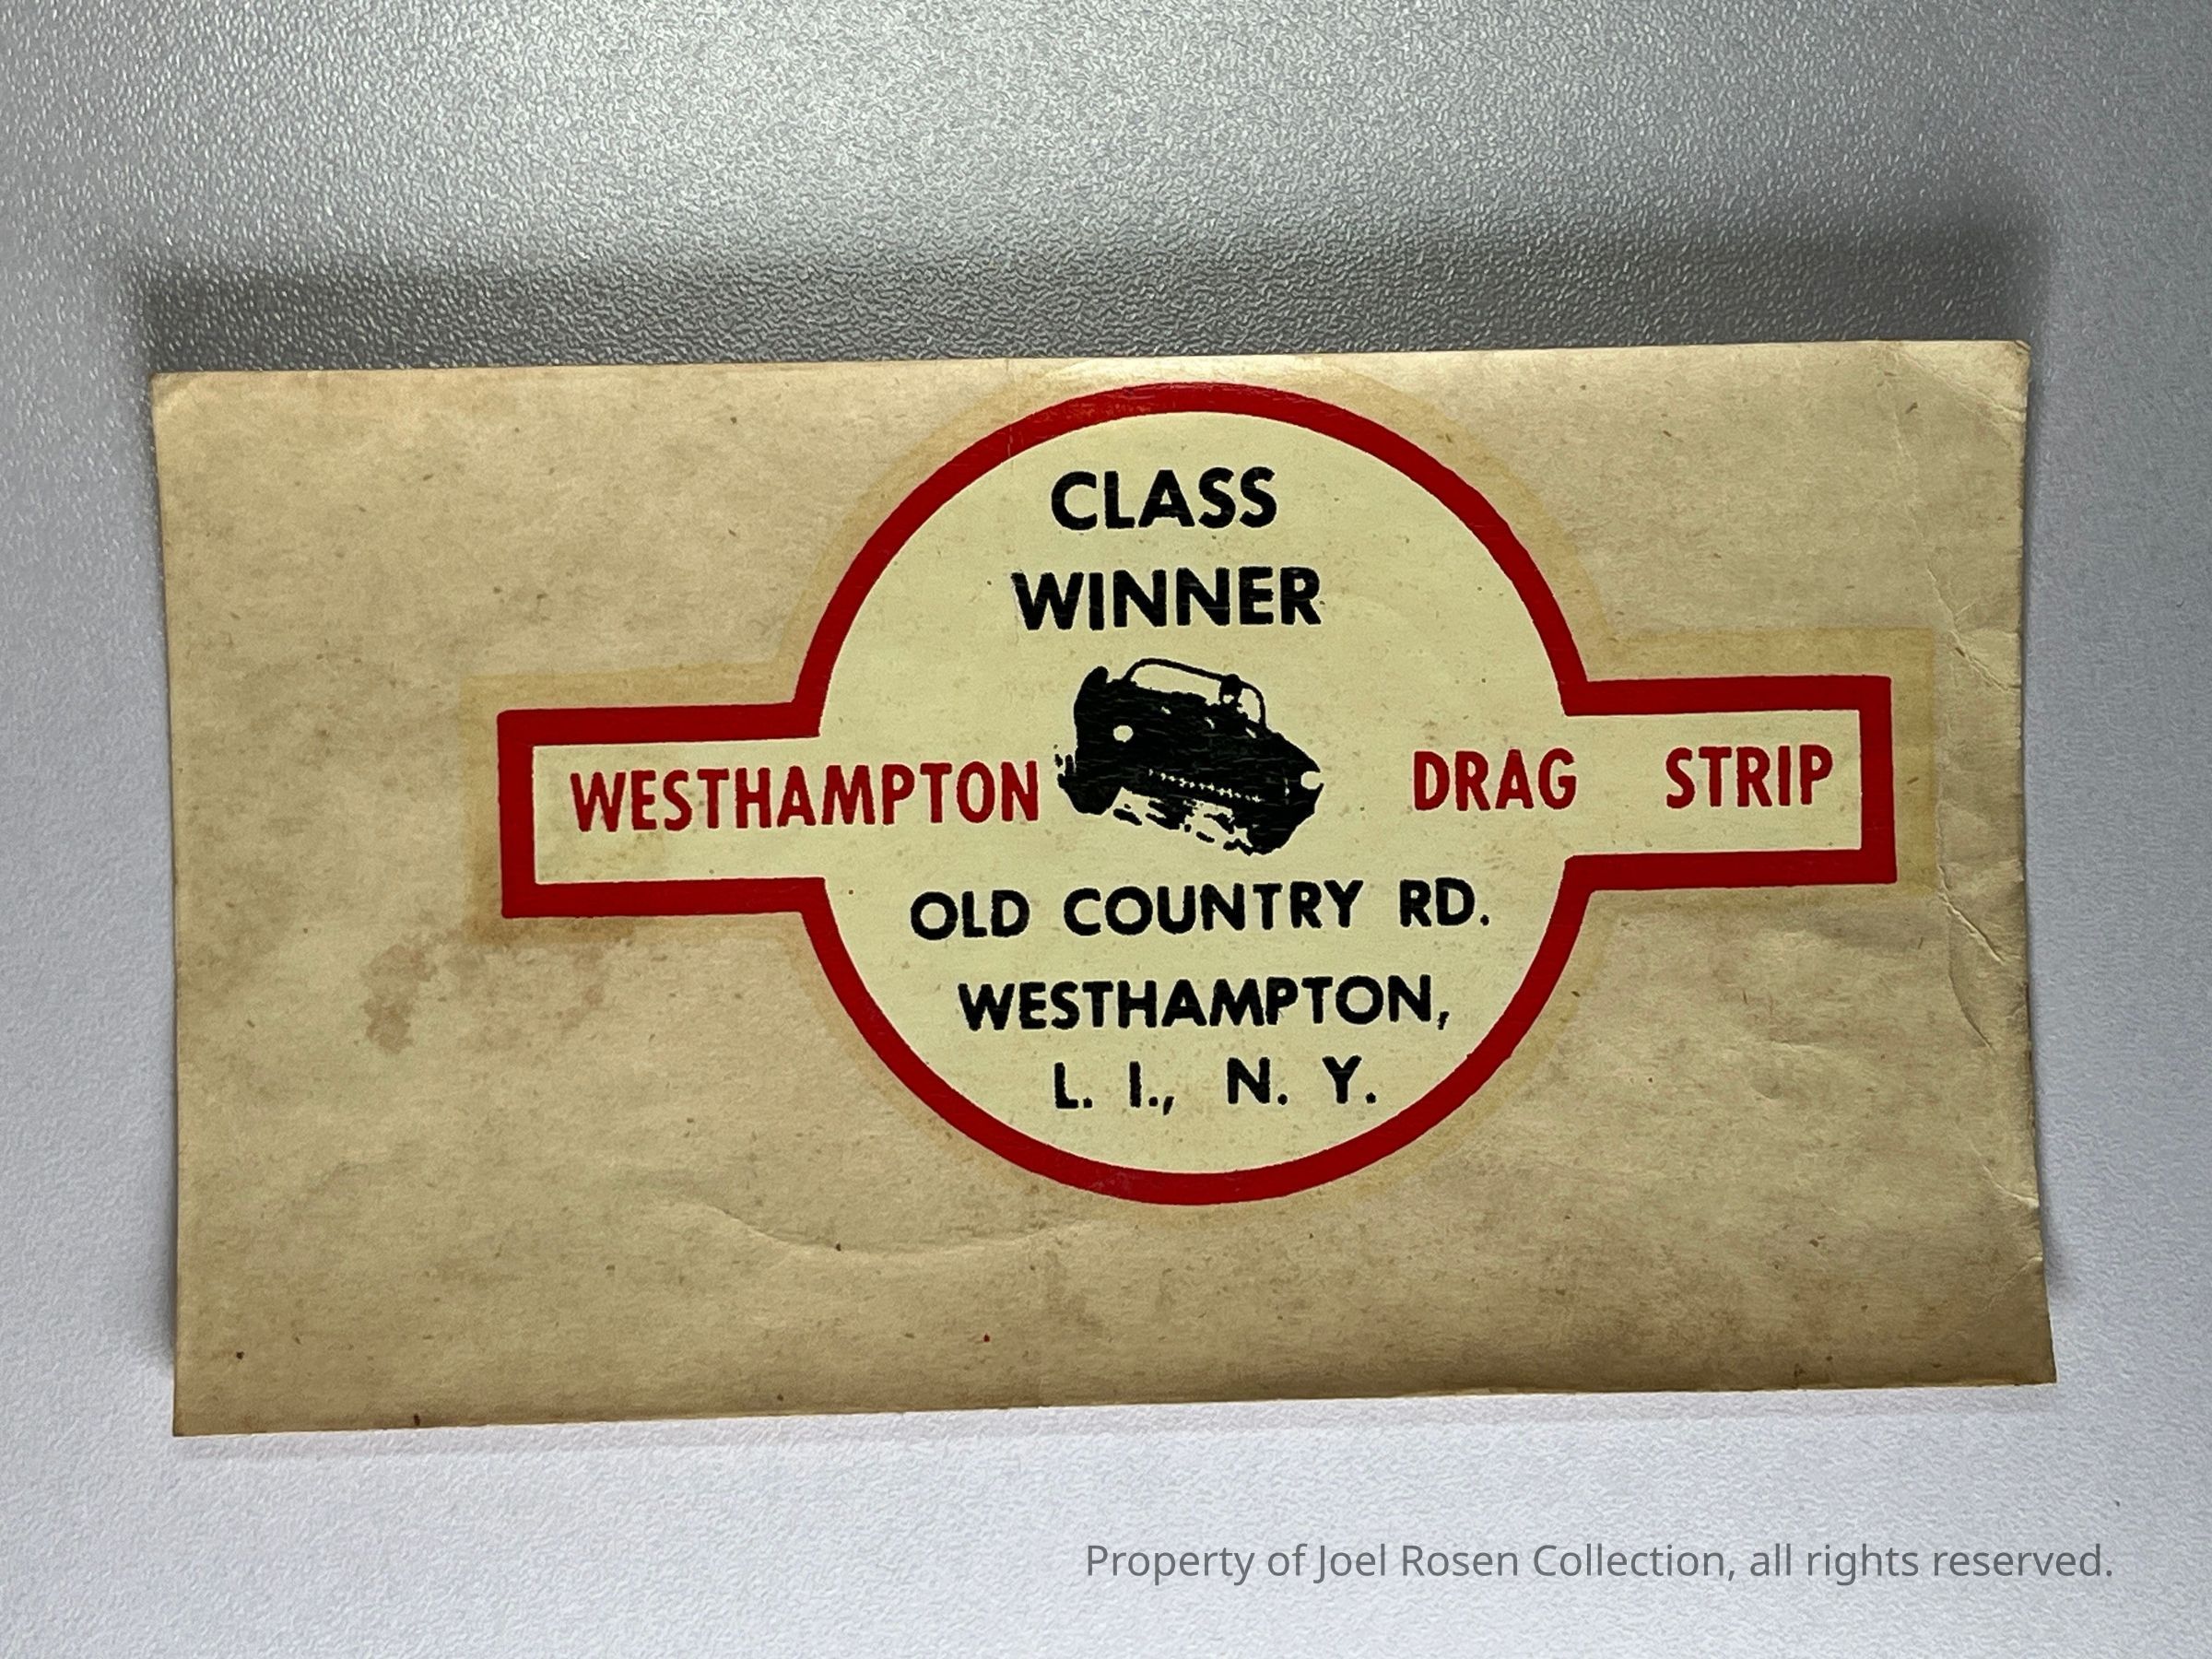 CLASS
WINNER
WESTHAMPTON DRAG STRIP
OLD COUNTRY RD.
WESTHAMPTON,
L. I., N. Y.
Property of Joel Rosen Collection, all rights reserved.